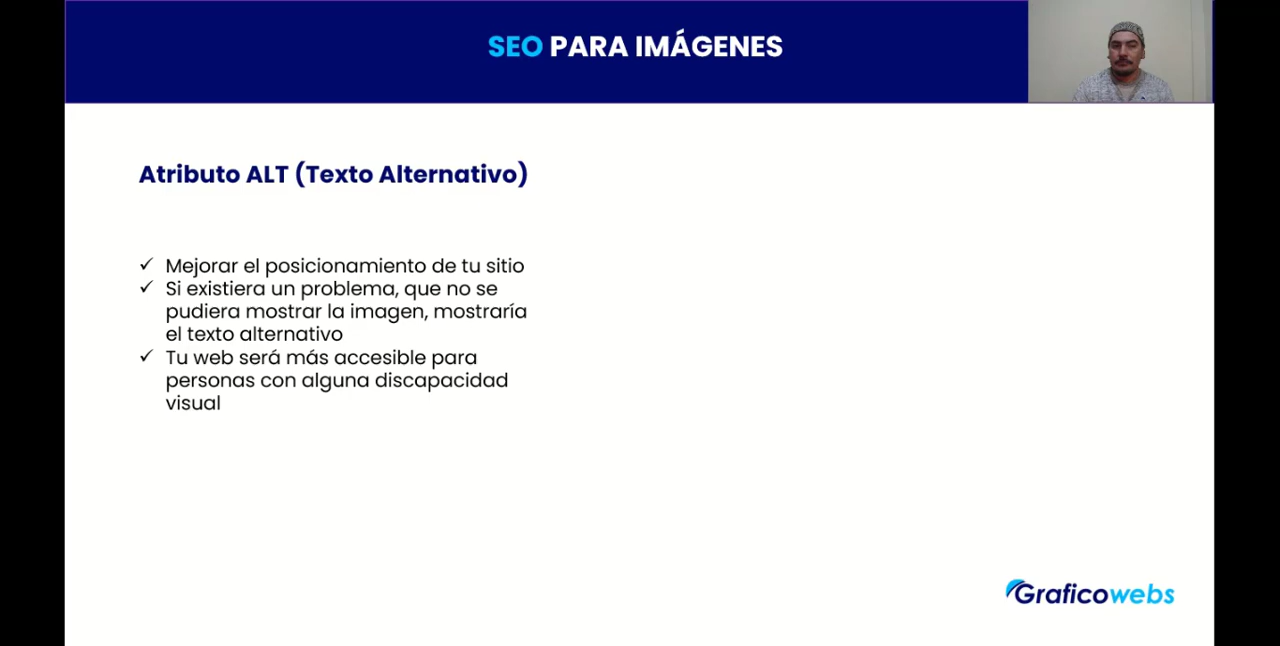 SEO PARA IMÁGENES
Atributo ALT (Texto Alternativo)
✓ Mejorar el posicionamiento de tu sitio
✓ Si existiera un problema, que no se
pudiera mostrar la imagen, mostraría
el texto alternativo
✓ Tu web será más accesible para
personas con alguna discapacidad
visual
Graficowebs